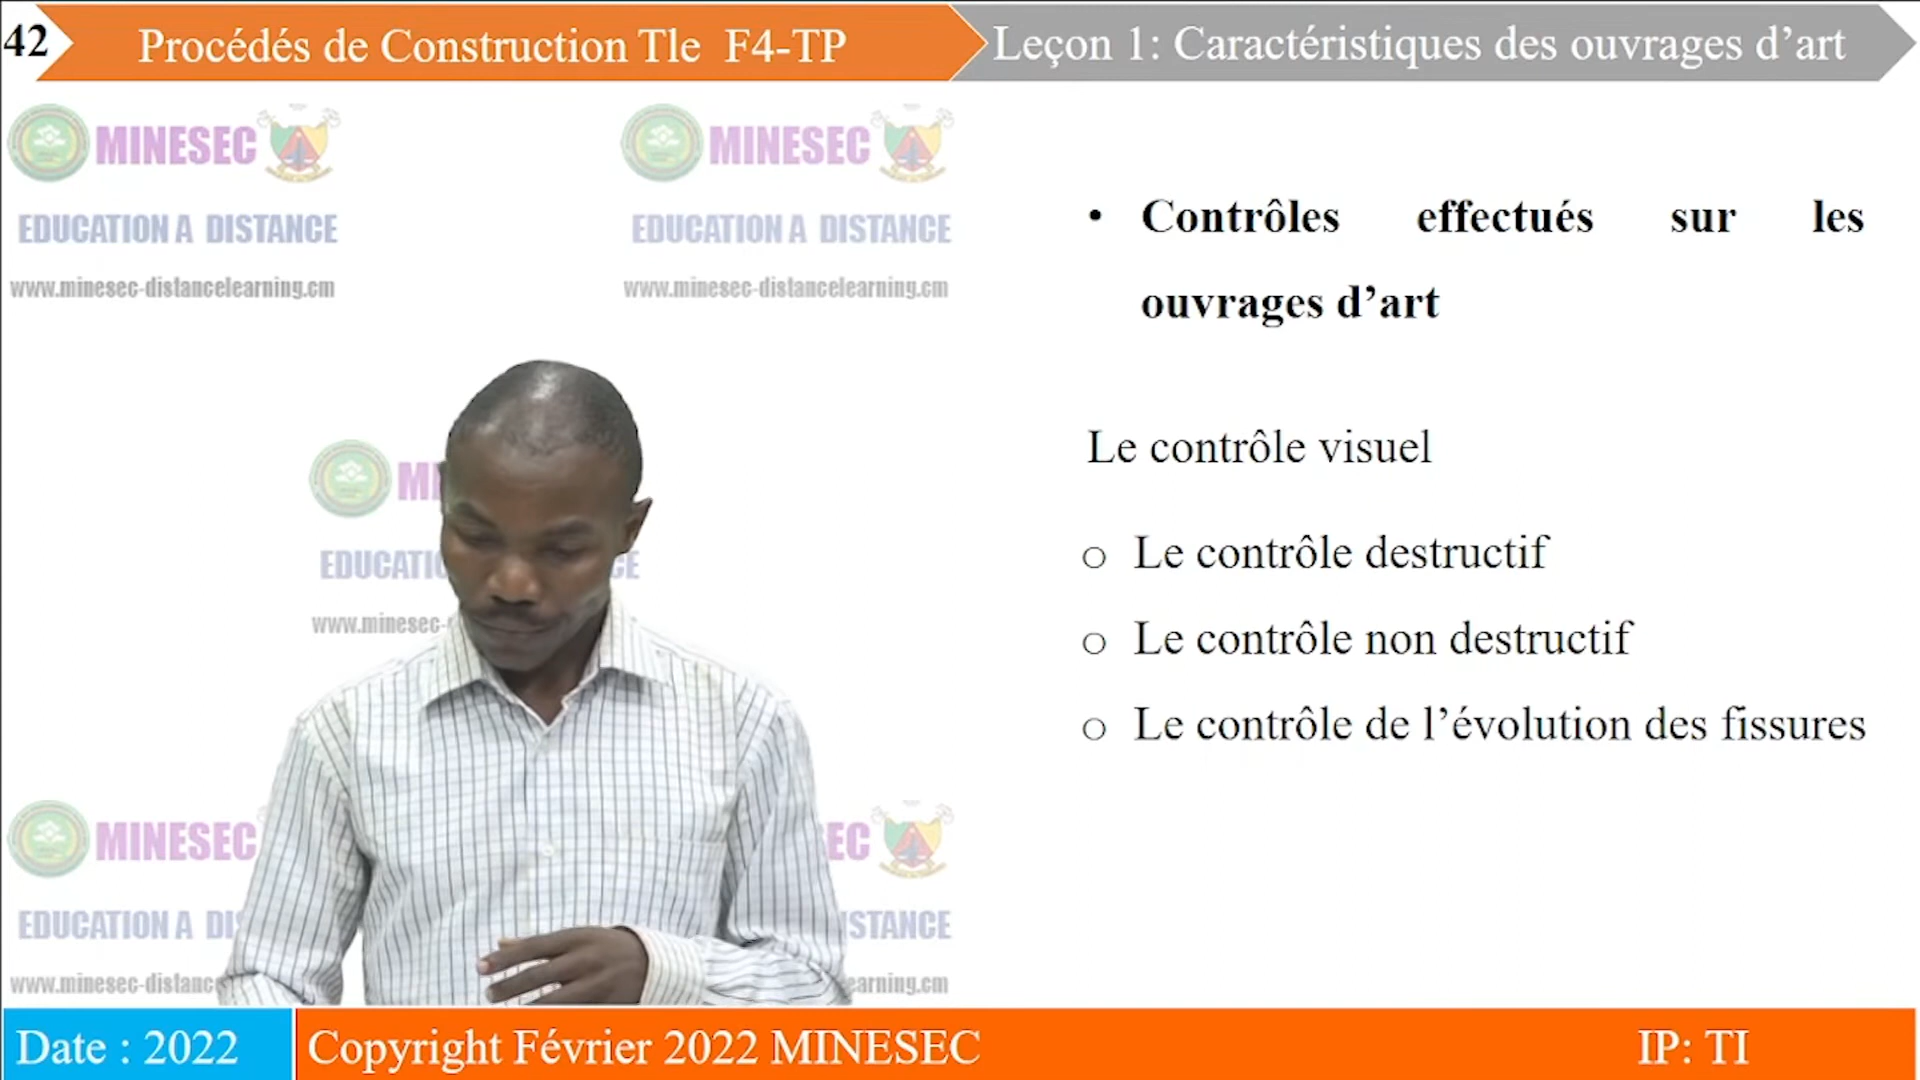 42
Procédés de Construction Tle F4-TP
Leçon 1: Caractéristiques des ouvrages d’art
MINESEC
MINESEC
EDUCATION A DISTANCE
EDUCATION A DISTANCE
www.minesec-distancelearning.cm
www.minesec-distancelearning.cm
• Contrôles effectués sur les
ouvrages d’art
Le contrôle visuel
o Le contrôle destructif
o Le contrôle non destructif
o Le contrôle de l’évolution des fissures
MINESEC
Date : 2022
Copyright Février 2022 MINESEC
IP: TI